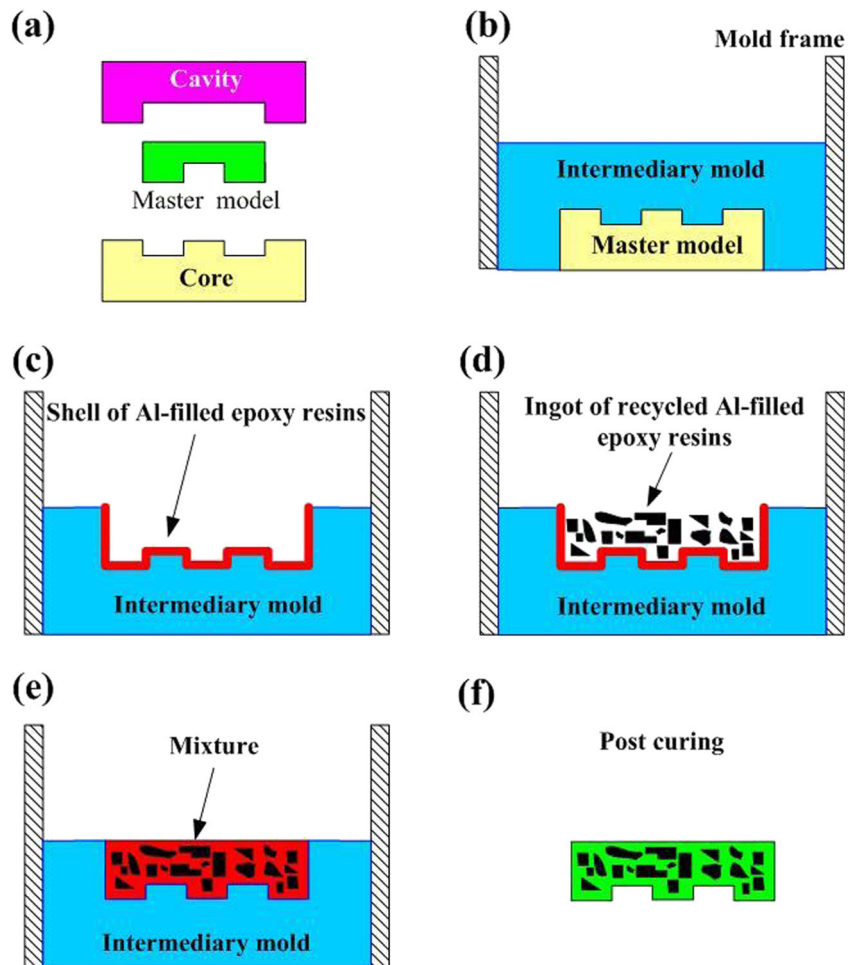 (a)
Cavity
Master model
Core
(b)
Mold frame
Intermediary mold
Master model
(c)
Shell of Al-filled epoxy resins
Intermediary mold
(d)
Ingot of recycled Al-filled
epoxy resins
Intermediary mold
(e)
Mixture
Intermediary mold
(f)
Post curing